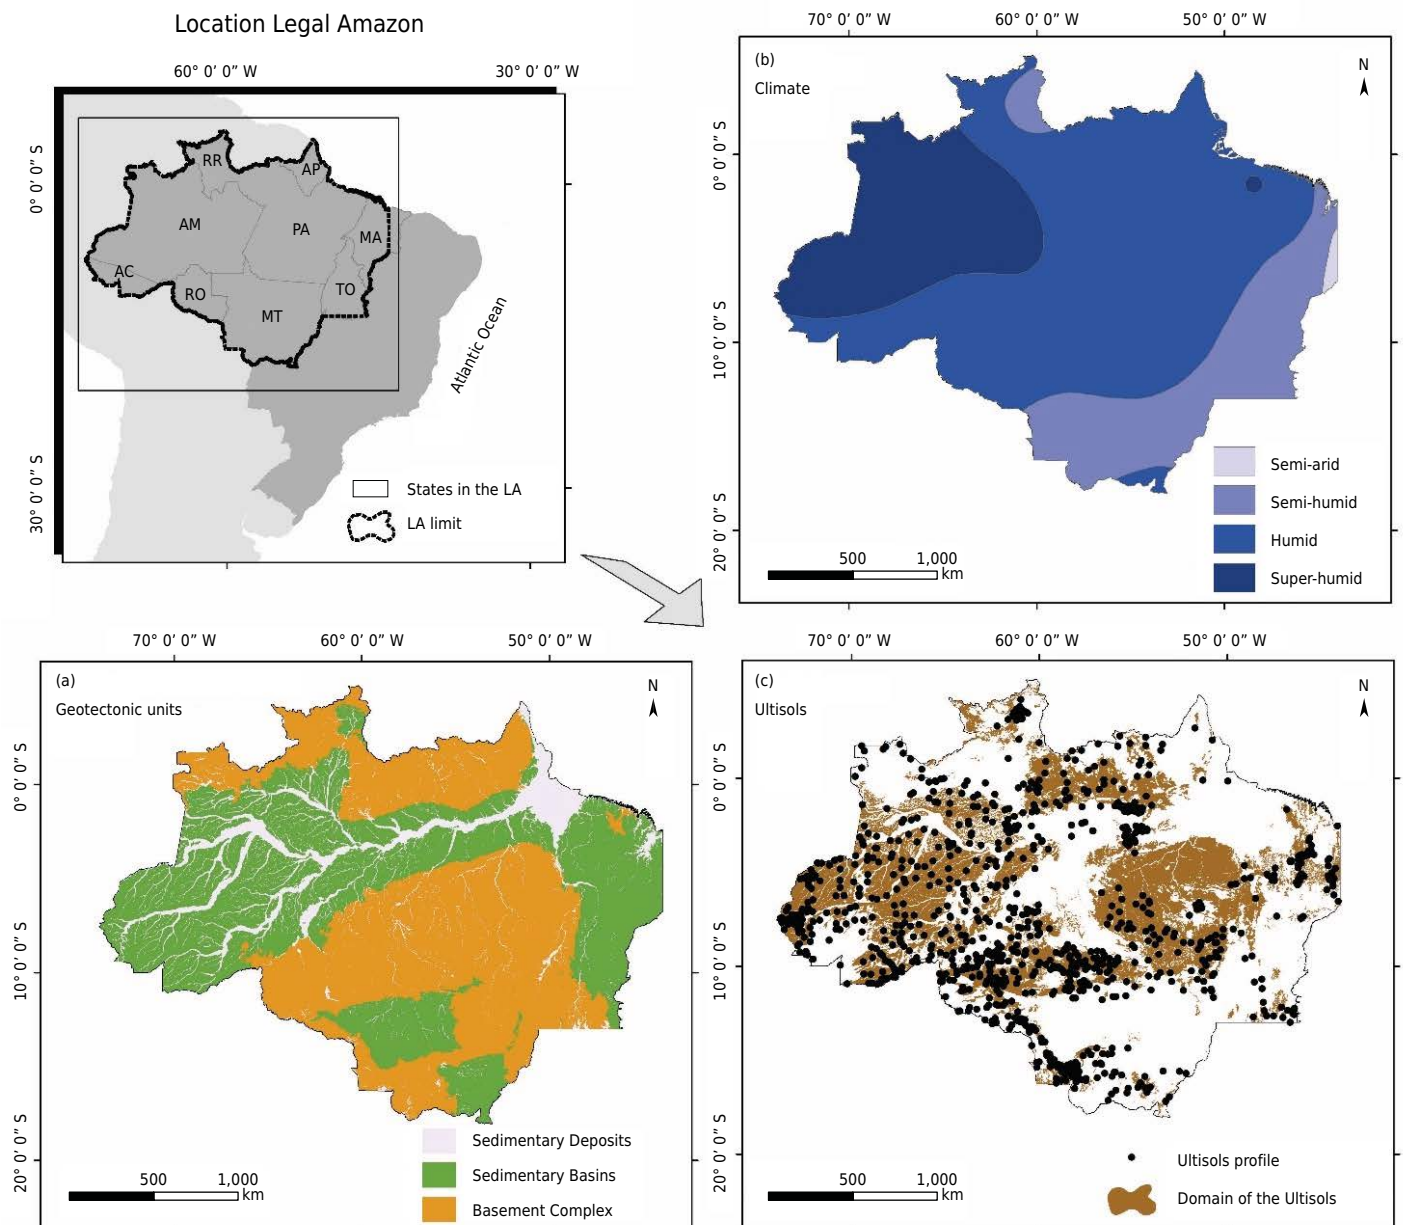 Location Legal Amazon
60° 0’ 0” W
30° 0’ 0” W
0° 0’ 0” S
30° 0’ 0” S
RR
AP
AM
PA
MA
AC
RO
TO
MT
Atlantic Ocean
States in the LA
LA limit
70° 0’ 0” W
60° 0’ 0” W
50° 0’ 0” W
(b)
Climate
N
0° 0’ 0” S
10° 0’ 0” S
20° 0’ 0” S
Semi-arid
Semi-humid
Humid
Super-humid
500
1,000
km
70° 0’ 0” W
60° 0’ 0” W
50° 0’ 0” W
(a)
Geotectonic units
N
0° 0’ 0” S
10° 0’ 0” S
20° 0’ 0” S
Sedimentary Deposits
Sedimentary Basins
Basement Complex
500
1,000
km
70° 0’ 0” W
60° 0’ 0” W
50° 0’ 0” W
(c)
Ultisols
N
0° 0’ 0” S
10° 0’ 0” S
20° 0’ 0” S
Ultisols profile
Domain of the Ultisols
500
1,000
km